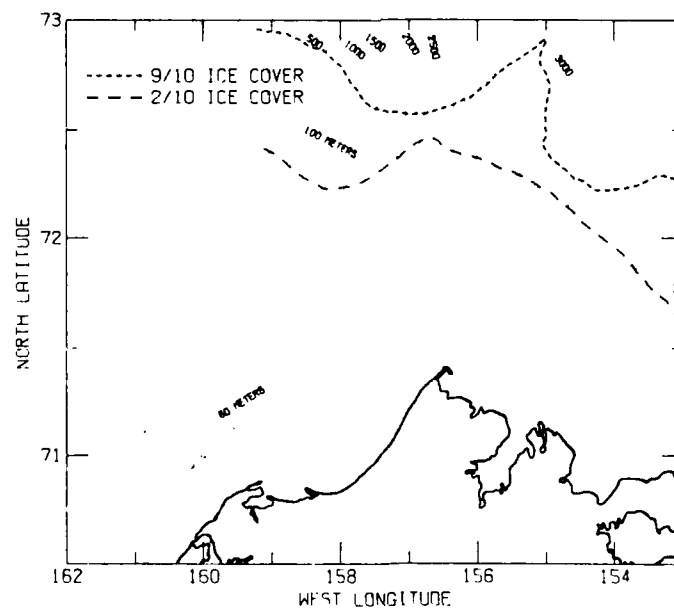 73
500
1000
1500
2000
2500
3000
9/10 ICE COVER
2/10 ICE COVER
100 METERS
72
NORTH LATITUDE
60 METERS
71
162
160
158
156
154
WEST LONGITUDE